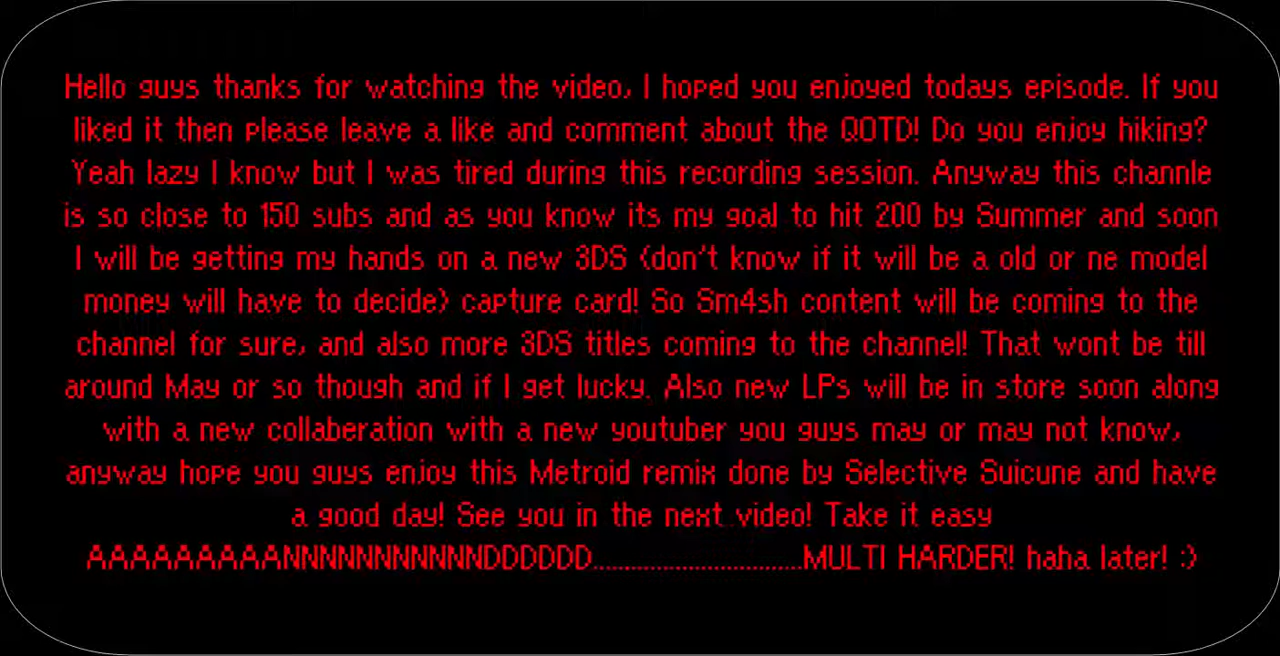 Hello guys thanks for watching the video, I hoped you enjoyed todays episode. If you
liked it then please leave a like and comment about the QOTD! Do you enjoy hiking?
Yeah lazy I know but I was tired during this recording session. Anyway this channle
is so close to 150 subs and as you know its my goal to hit 200 by Summer and soon
I will be getting my hands on a new 3DS (don't know if it will be a old or ne model
money will have to decide) capture card! So Sm4sh content will be coming to the
channel for sure, and also more 3DS titles coming to the channel! That wont be till
around May or so though and if I get lucky. Also new LPs will be in store soon along
with a new collaberation with a new youtuber you guys may or may not know,
anyway hope you guys enjoy this Metroid remix done by Selective Suicune and have
a good day! See you in the next video! Take it easy
AAAAAAAAANNNNNNNNNNNDDDDDD..................................MULTI HARDER! haha later! :)